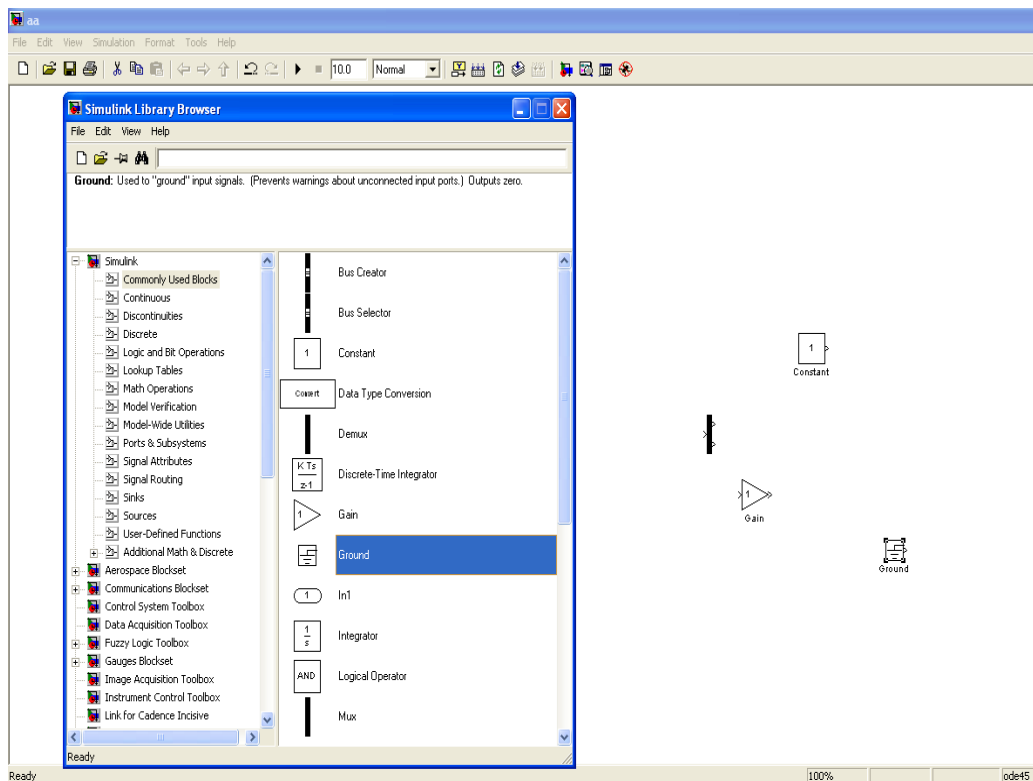 aa
File Edit View Simulation Format Tools Help
10.0 Normal
Simulink Library Browser
File Edit View Help
Ground: Used to "ground" input signals. (Prevents warnings about unconnected input ports.) Outputs zero.
Simulink
Commonly Used Blocks
Continuous
Discontinuities
Discrete
Logic and Bit Operations
Lookup Tables
Math Operations
Model Verification
Model-Wide Utilities
Ports & Subsystems
Signal Attributes
Signal Routing
Sinks
Sources
User-Defined Functions
Additional Math & Discrete
Aerospace Blockset
Communications Blockset
Control System Toolbox
Data Acquisition Toolbox
Fuzzy Logic Toolbox
Gauges Blockset
Image Acquisition Toolbox
Instrument Control Toolbox
Link for Cadence Incisive
Bus Creator
Bus Selector
1 Constant
Convert Data Type Conversion
Demux
K Ts
z-1
Discrete-Time Integrator
1 Gain
Ground
1 In1
1
s
Integrator
AND Logical Operator
Mux
Ready
1
Constant
1
Gain
Ground
Ready 100% ode45